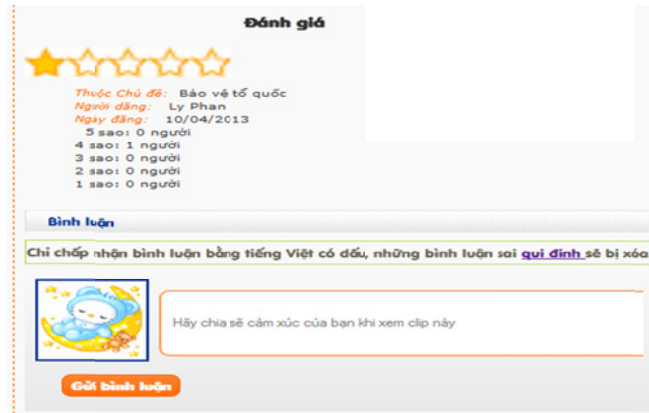 Đánh giá
Thuộc Chủ đề: Bảo vệ tổ quốc
Người đăng: Ly Phan
Ngày đăng: 10/04/2013
5 sao: 0 người
4 sao: 1 người
3 sao: 0 người
2 sao: 0 người
1 sao: 0 người
Bình luận
Chỉ chấp nhận bình luận bằng tiếng Việt có dấu, những bình luận sai qui đinh sẽ bị xóa
Hãy chia sẽ cảm xúc của bạn khi xem clip này
Gửi bình luận